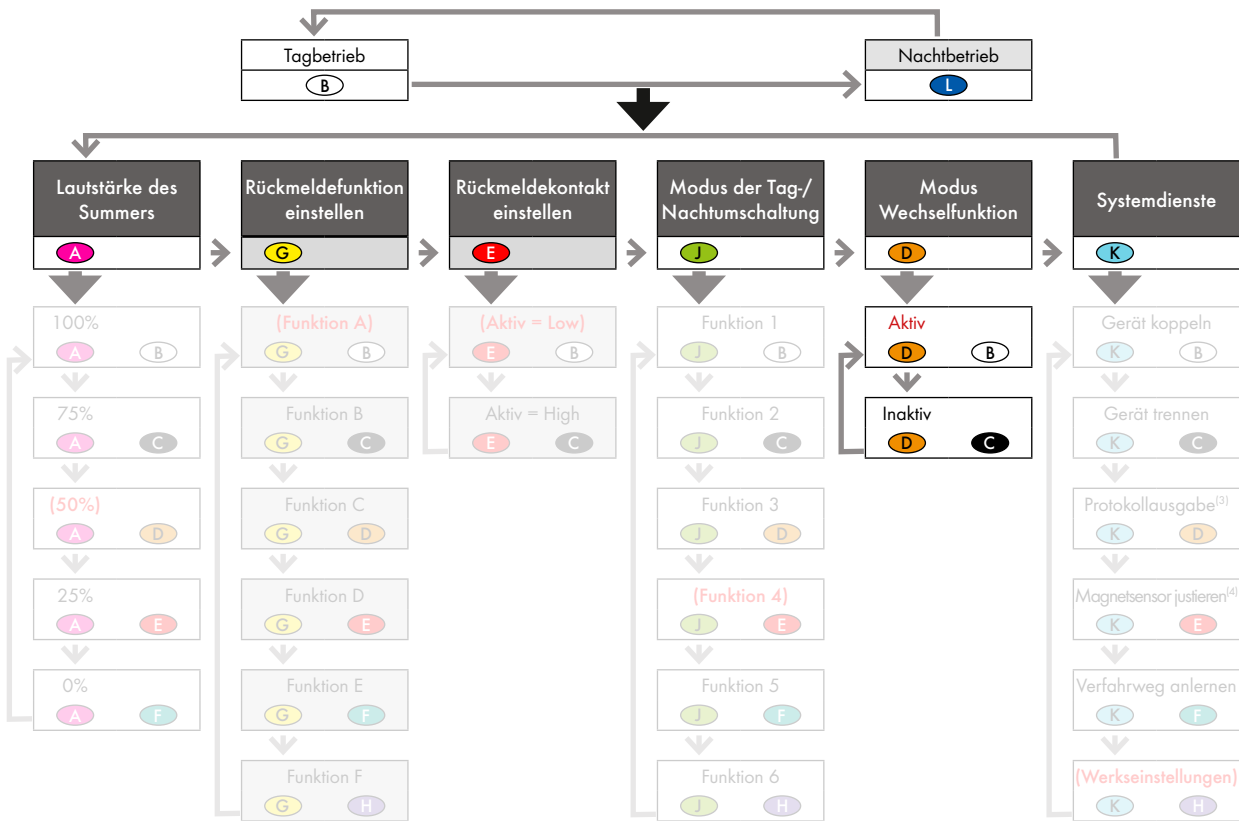 Tagbetrieb
B
Nachtbetrieb
L
Lautstärke des
Summers
A
Rückmeldefunktion
einstellen
G
Rückmeldekontakt
einstellen
E
Modus der Tag-/
Nachtumschaltung
J
Modus
Wechselfunktion
D
Systemdienste
K
100%
A B
75%
A C
(50%)
A D
25%
A E
0%
A F
(Funktion A)
G B
Funktion B
G C
Funktion C
G D
Funktion D
G E
Funktion E
G F
Funktion F
G H
(Aktiv = Low)
E B
Aktiv = High
E C
Funktion 1
J B
Funktion 2
J C
Funktion 3
J D
(Funktion 4)
J E
Funktion 5
J F
Funktion 6
J H
Aktiv
D B
Inaktiv
D C
Gerät koppeln
K B
Gerät trennen
K C
Protokollausgabe(3)
K D
Magnetsensor justieren(4)
K E
Verfahrweg anlernen
K F
(Werkseinstellungen)
K H